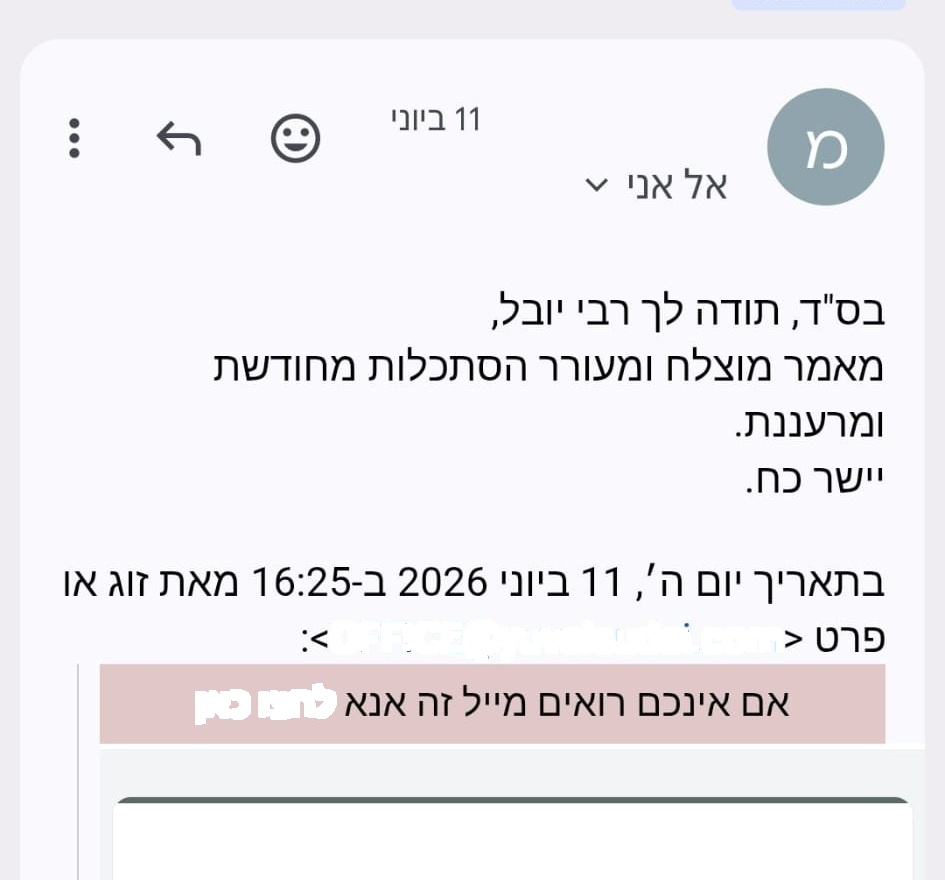 מ
11 ביוני
אל אני
בס"ד, תודה לך רבי יובל,
מאמר מוצלח ומעורר הסתכלות מחודשת
ומרעננת.
יישר כח.
בתאריך יום ה׳, 11 ביוני 2026 ב-16:25 מאת זוג או
פרט < >:
אם אינכם רואים מייל זה אנא